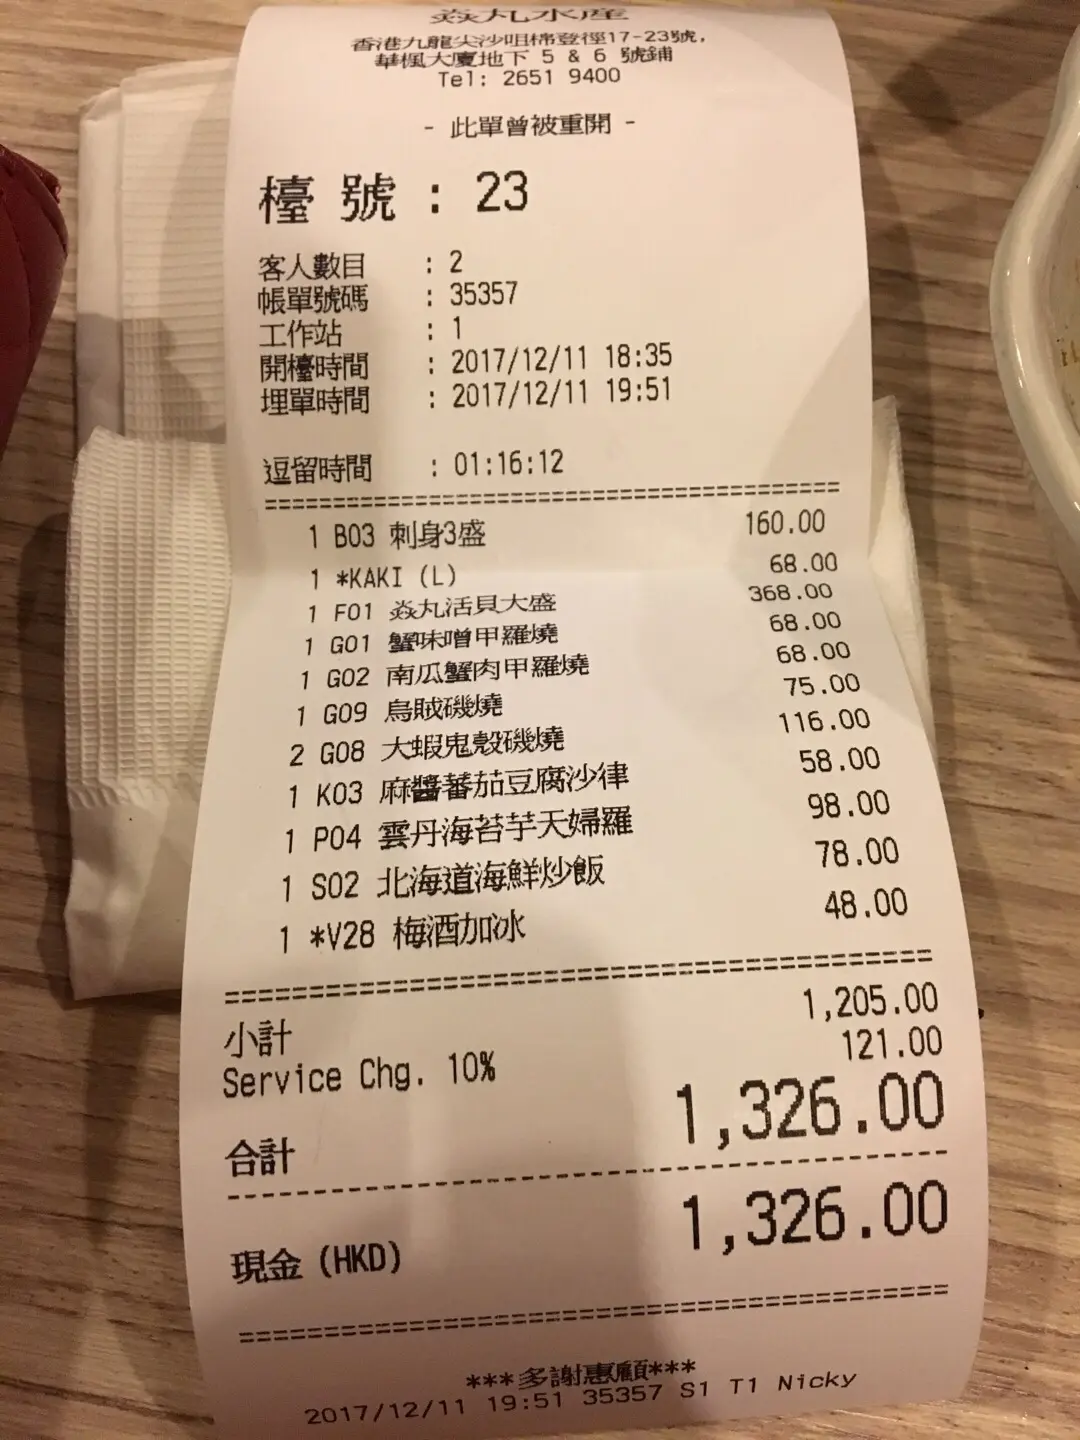 焱丸水産
香港九龍尖沙咀棉登徑17-23號,
華楓大廈地下 5 & 6 號鋪
Tel: 2651 9400
- 此單曾被重開 -
檯 號 : 23
客人數目 : 2
帳單號碼 : 35357
工作站 : 1
開檯時間 : 2017/12/11 18:35
埋單時間 : 2017/12/11 19:51
逗留時間 : 01:16:12
1 B03 刺身3盛 160.00
1 *KAKI (L) 68.00
1 F01 焱丸活貝大盛 368.00
1 G01 蟹味噌甲羅燒 68.00
1 G02 南瓜蟹肉甲羅燒 68.00
1 G09 烏賊磯燒 75.00
2 G08 大蝦鬼殼磯燒 116.00
1 K03 麻醬蕃茄豆腐沙律 58.00
1 P04 雲丹海苔芋天婦羅 98.00
1 S02 北海道海鮮炒飯 78.00
1 *V28 梅酒加冰 48.00
小計 1,205.00
Service Chg. 10% 121.00
合計 1,326.00
現金 (HKD) 1,326.00
***多謝惠顧***
2017/12/11 19:51 35357 S1 T1 Nicky